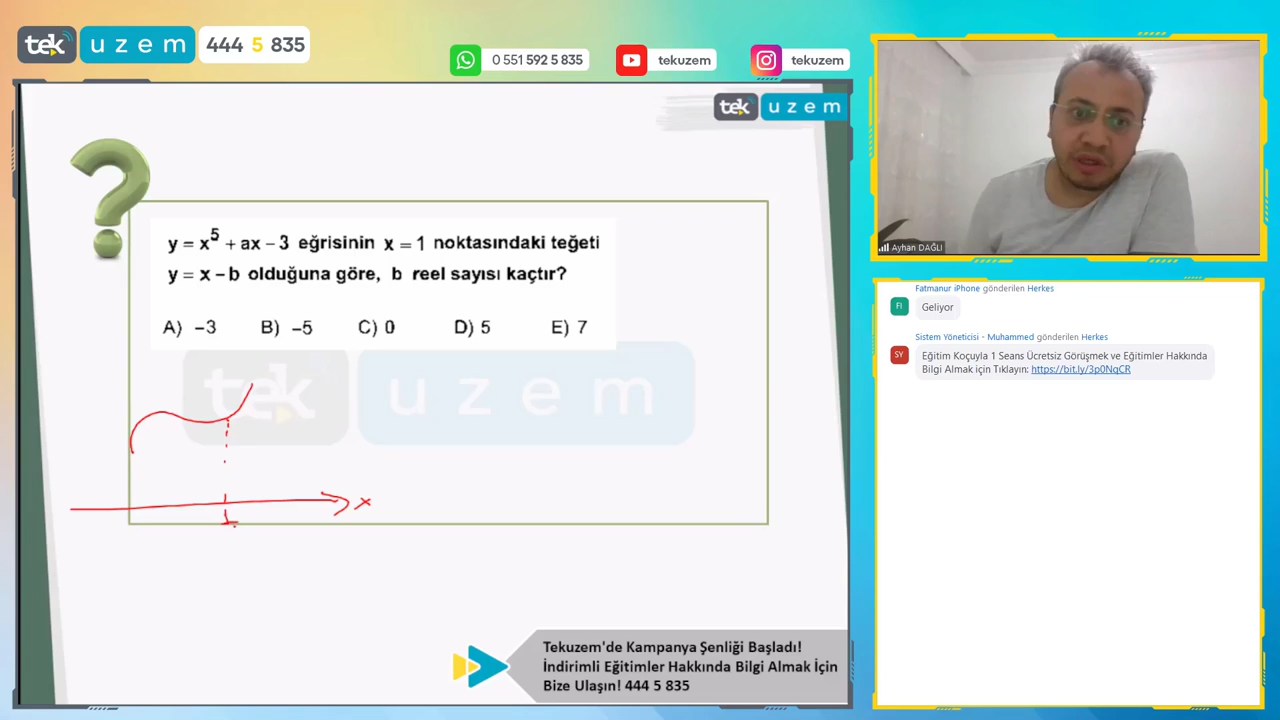 tek uzem 444 5 835
0 551 592 5 835
tekuzem
tekuzem
tek uzem
y = x⁵ + ax − 3 eğrisinin x = 1 noktasındaki teğeti
y = x − b olduğuna göre, b reel sayısı kaçtır?
A) −3 B) −5 C) 0 D) 5 E) 7
tek uzem
x
1
Tekuzem'de Kampanya Şenliği Başladı!
İndirimli Eğitimler Hakkında Bilgi Almak İçin
Bize Ulaşın! 444 5 835
Ayhan DAĞLI
Fatmanur iPhone gönderilen Herkes
FI
Geliyor
Sistem Yöneticisi - Muhammed gönderilen Herkes
SY
Eğitim Koçuyla 1 Seans Ücretsiz Görüşmek ve Eğitimler Hakkında
Bilgi Almak için Tıklayın: https://bit.ly/3p0NqCR